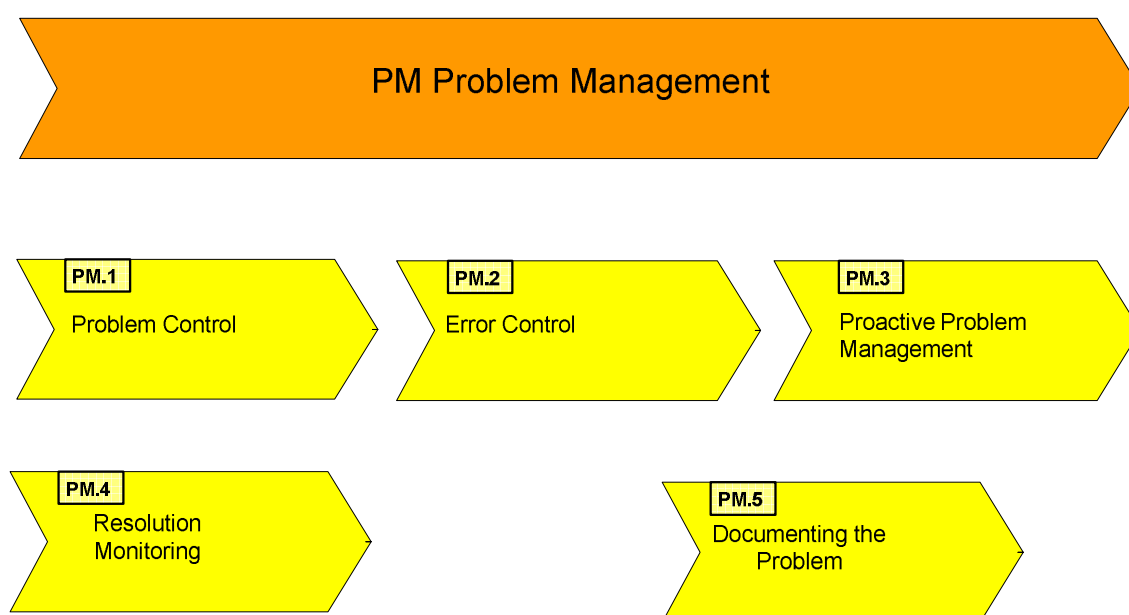 PM Problem Management
PM.1
Problem Control
PM.2
Error Control
PM.3
Proactive Problem
Management
PM.4
Resolution
Monitoring
PM.5
Documenting the
Problem